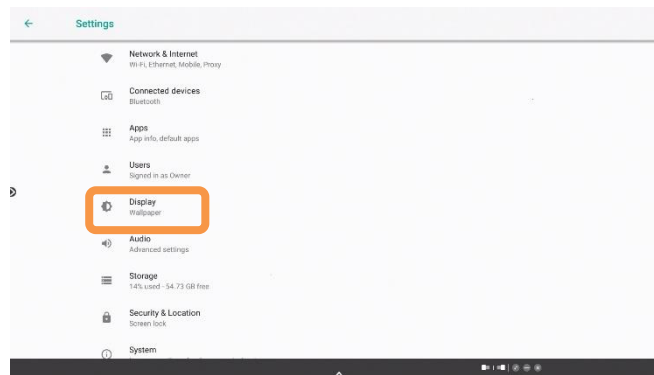 Settings
Network & Internet
Wi-Fi, Ethernet, Mobile, Proxy
Connected devices
Bluetooth
Apps
App info, default apps
Users
Signed in as Owner
Display
Wallpaper
Audio
Advanced settings
Storage
14% used - 54.73 GB free
Security & Location
Screen lock
System